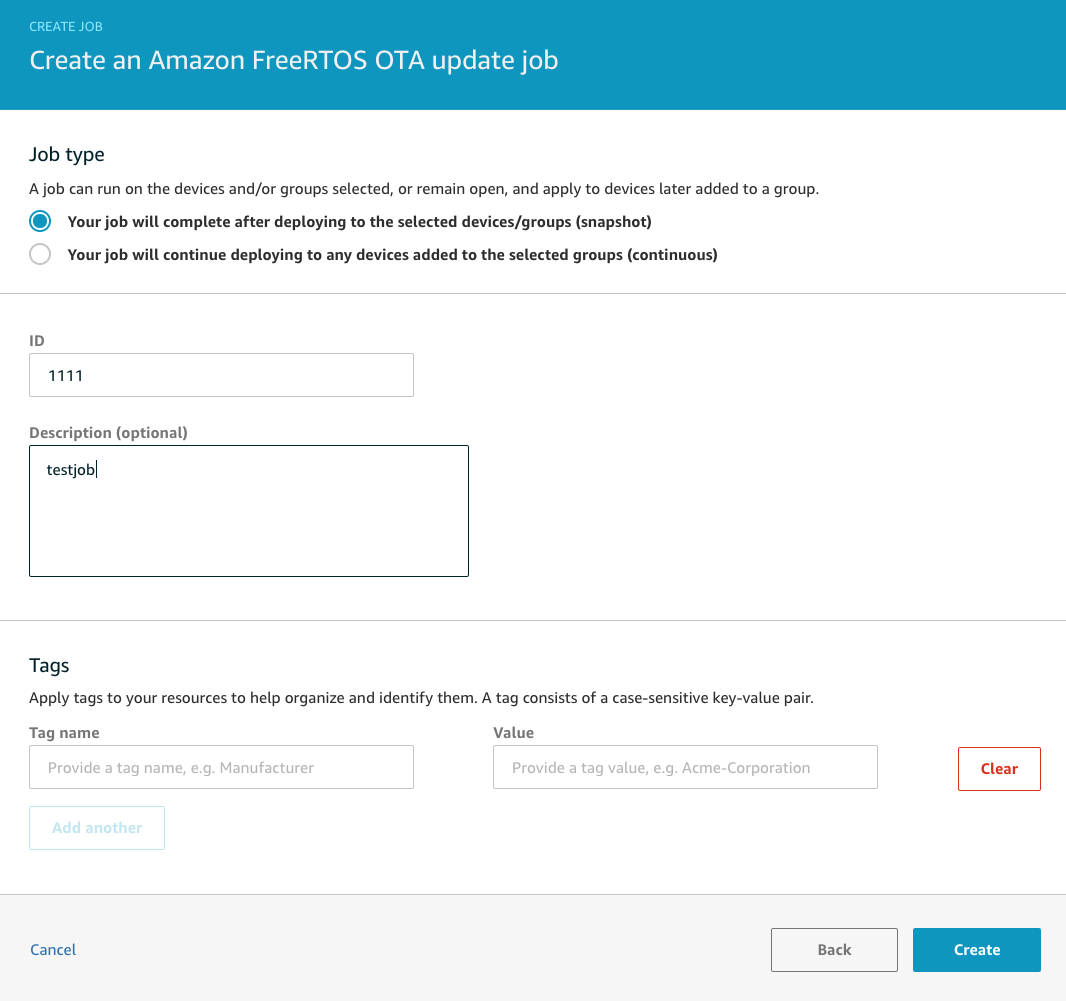 CREATE JOB
Create an Amazon FreeRTOS OTA update job
Job type
A job can run on the devices and/or groups selected, or remain open, and apply to devices later added to a group.
Your job will complete after deploying to the selected devices/groups (snapshot)
Your job will continue deploying to any devices added to the selected groups (continuous)
ID
1111
Description (optional)
testjob
Tags
Apply tags to your resources to help organize and identify them. A tag consists of a case-sensitive key-value pair.
Tag name Value
Provide a tag name, e.g. Manufacturer Provide a tag value, e.g. Acme-Corporation Clear
Add another
Cancel Back Create